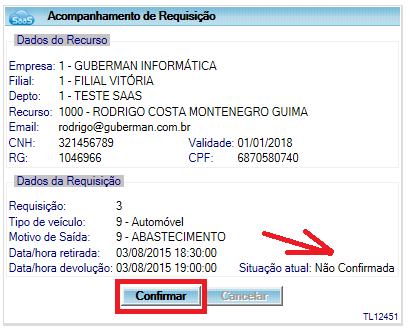 SaaS Acompanhamento de Requisição
Dados do Recurso
Empresa: 1 - GUBERMAN INFORMÁTICA
Filial: 1 - FILIAL VITÓRIA
Depto: 1 - TESTE SAAS
Recurso: 1000 - RODRIGO COSTA MONTENEGRO GUIMA
Email: rodrigo@guberman.com.br
CNH: 321456789 Validade: 01/01/2018
RG: 1046966 CPF: 6870580740
Dados da Requisição
Requisição: 3
Tipo de veículo: 9 - Automóvel
Motivo de Saída: 9 - ABASTECIMENTO
Data/hora retirada: 03/08/2015 18:30:00
Data/hora devolução: 03/08/2015 19:00:00 Situação atual: Não Confirmada
Confirmar Cancelar
TL12451